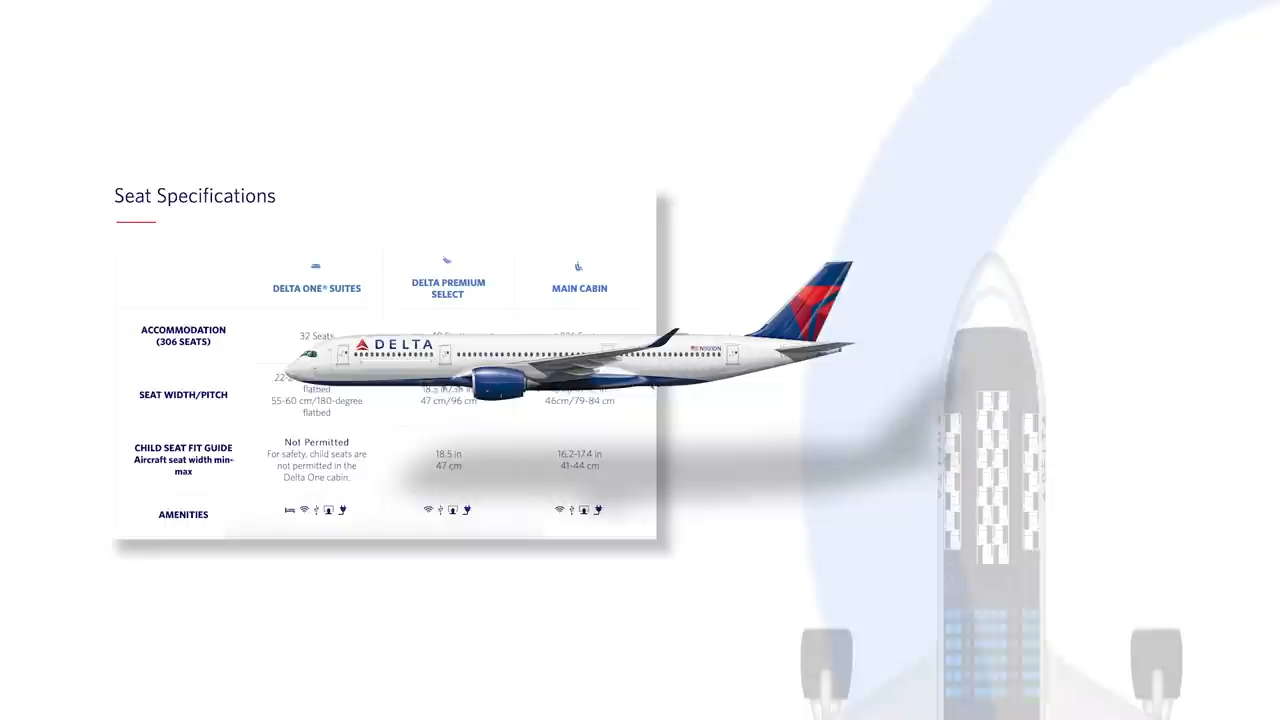 Seat Specifications
DELTA ONE® SUITES
DELTA PREMIUM
SELECT
MAIN CABIN
ACCOMMODATION
(306 SEATS)
32 Seats
DELTA
N501DN
SEAT WIDTH/PITCH
flatbed
55-60 cm/180-degree
flatbed
47 cm/96 cm
46cm/79-84 cm
CHILD SEAT FIT GUIDE
Aircraft seat width min-
max
Not Permitted
For safety, child seats are
not permitted in the
Delta One cabin.
18.5 in
47 cm
16.2-17.4 in
41-44 cm
AMENITIES